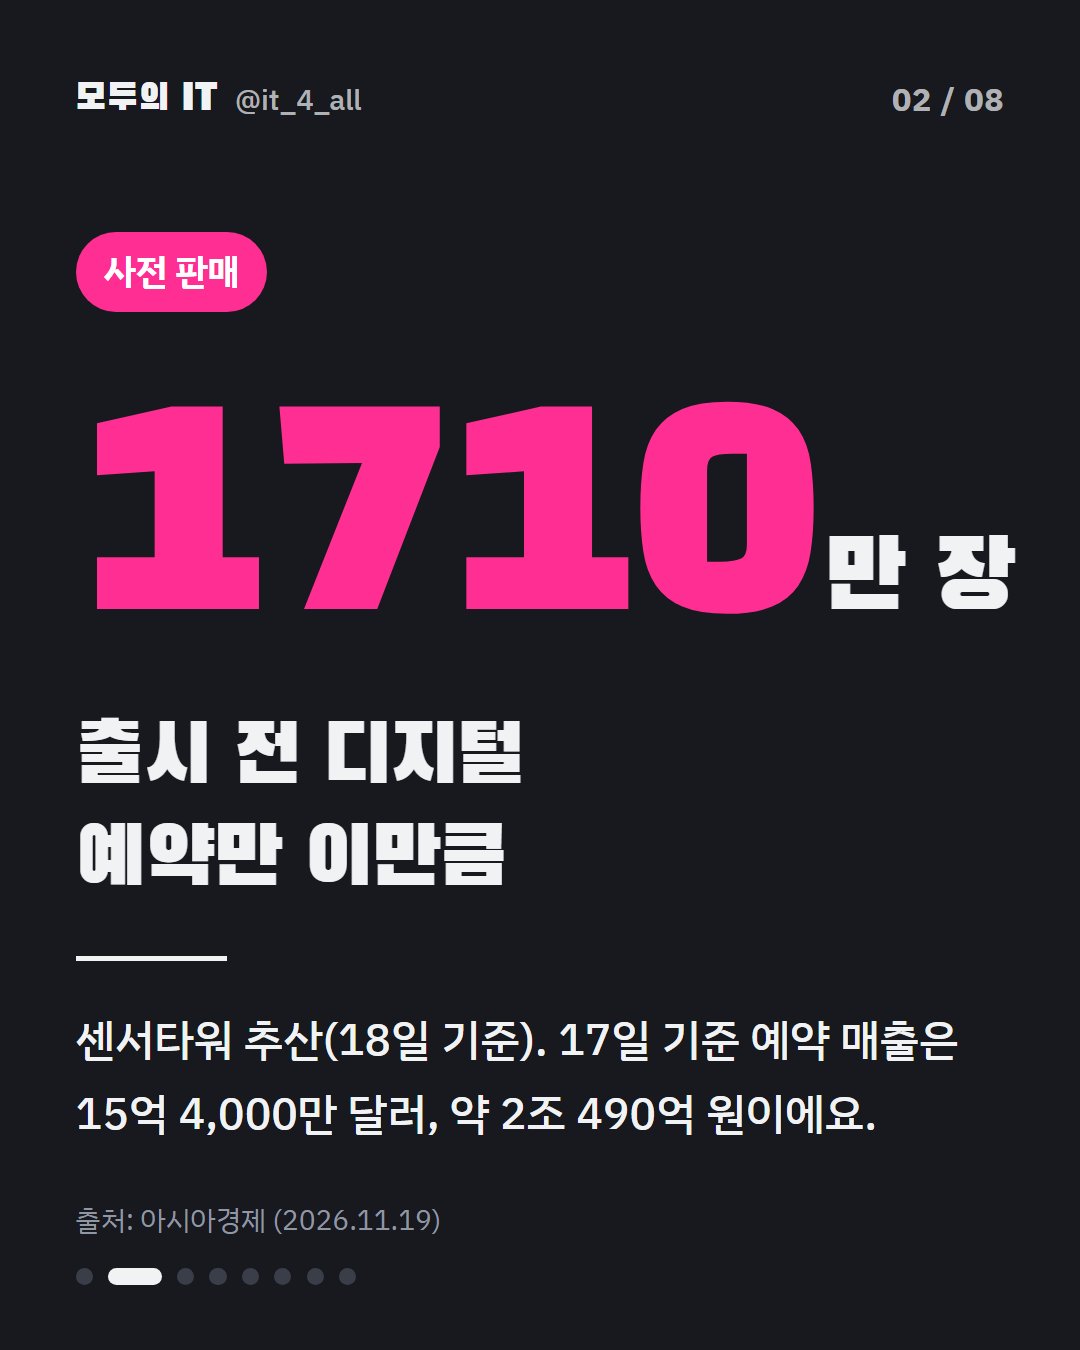 모두의 IT @it_4_all
02 / 08
사전 판매
1710만 장
출시 전 디지털
예약만 이만큼
센서타워 추산(18일 기준). 17일 기준 예약 매출은
15억 4,000만 달러, 약 2조 490억 원이에요.
출처: 아시아경제 (2026.11.19)